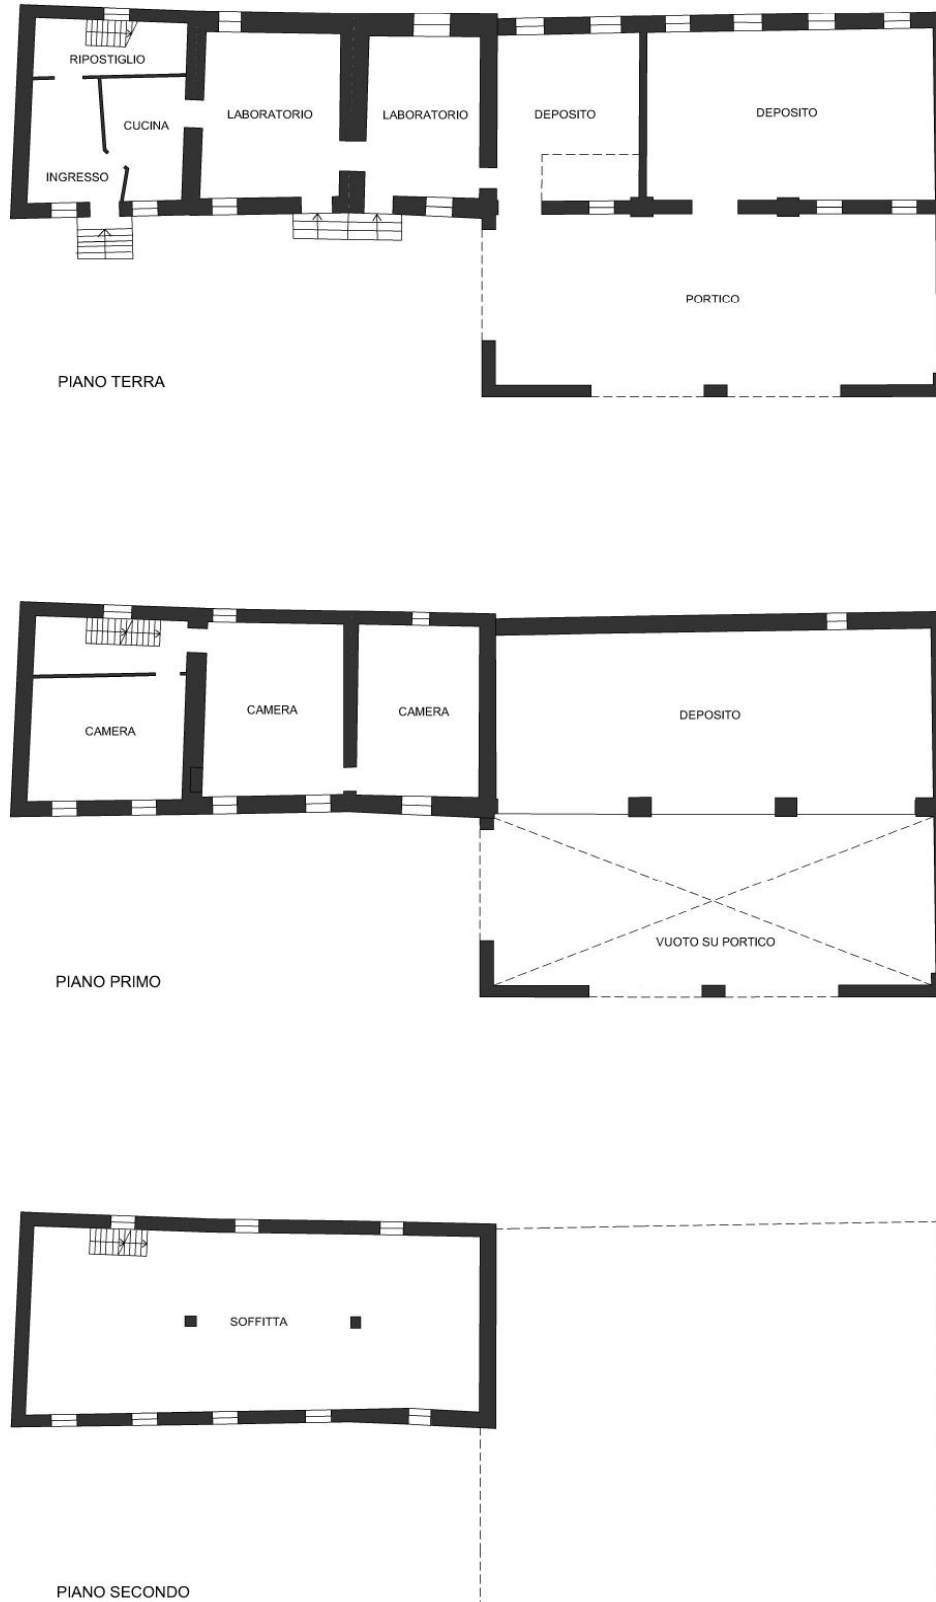 RIPOSTIGLIO
CUCINA
INGRESSO
LABORATORIO
LABORATORIO
DEPOSITO
DEPOSITO
PORTICO
PIANO TERRA
CAMERA
CAMERA
CAMERA
DEPOSITO
VUOTO SU PORTICO
PIANO PRIMO
SOFFITTA
PIANO SECONDO